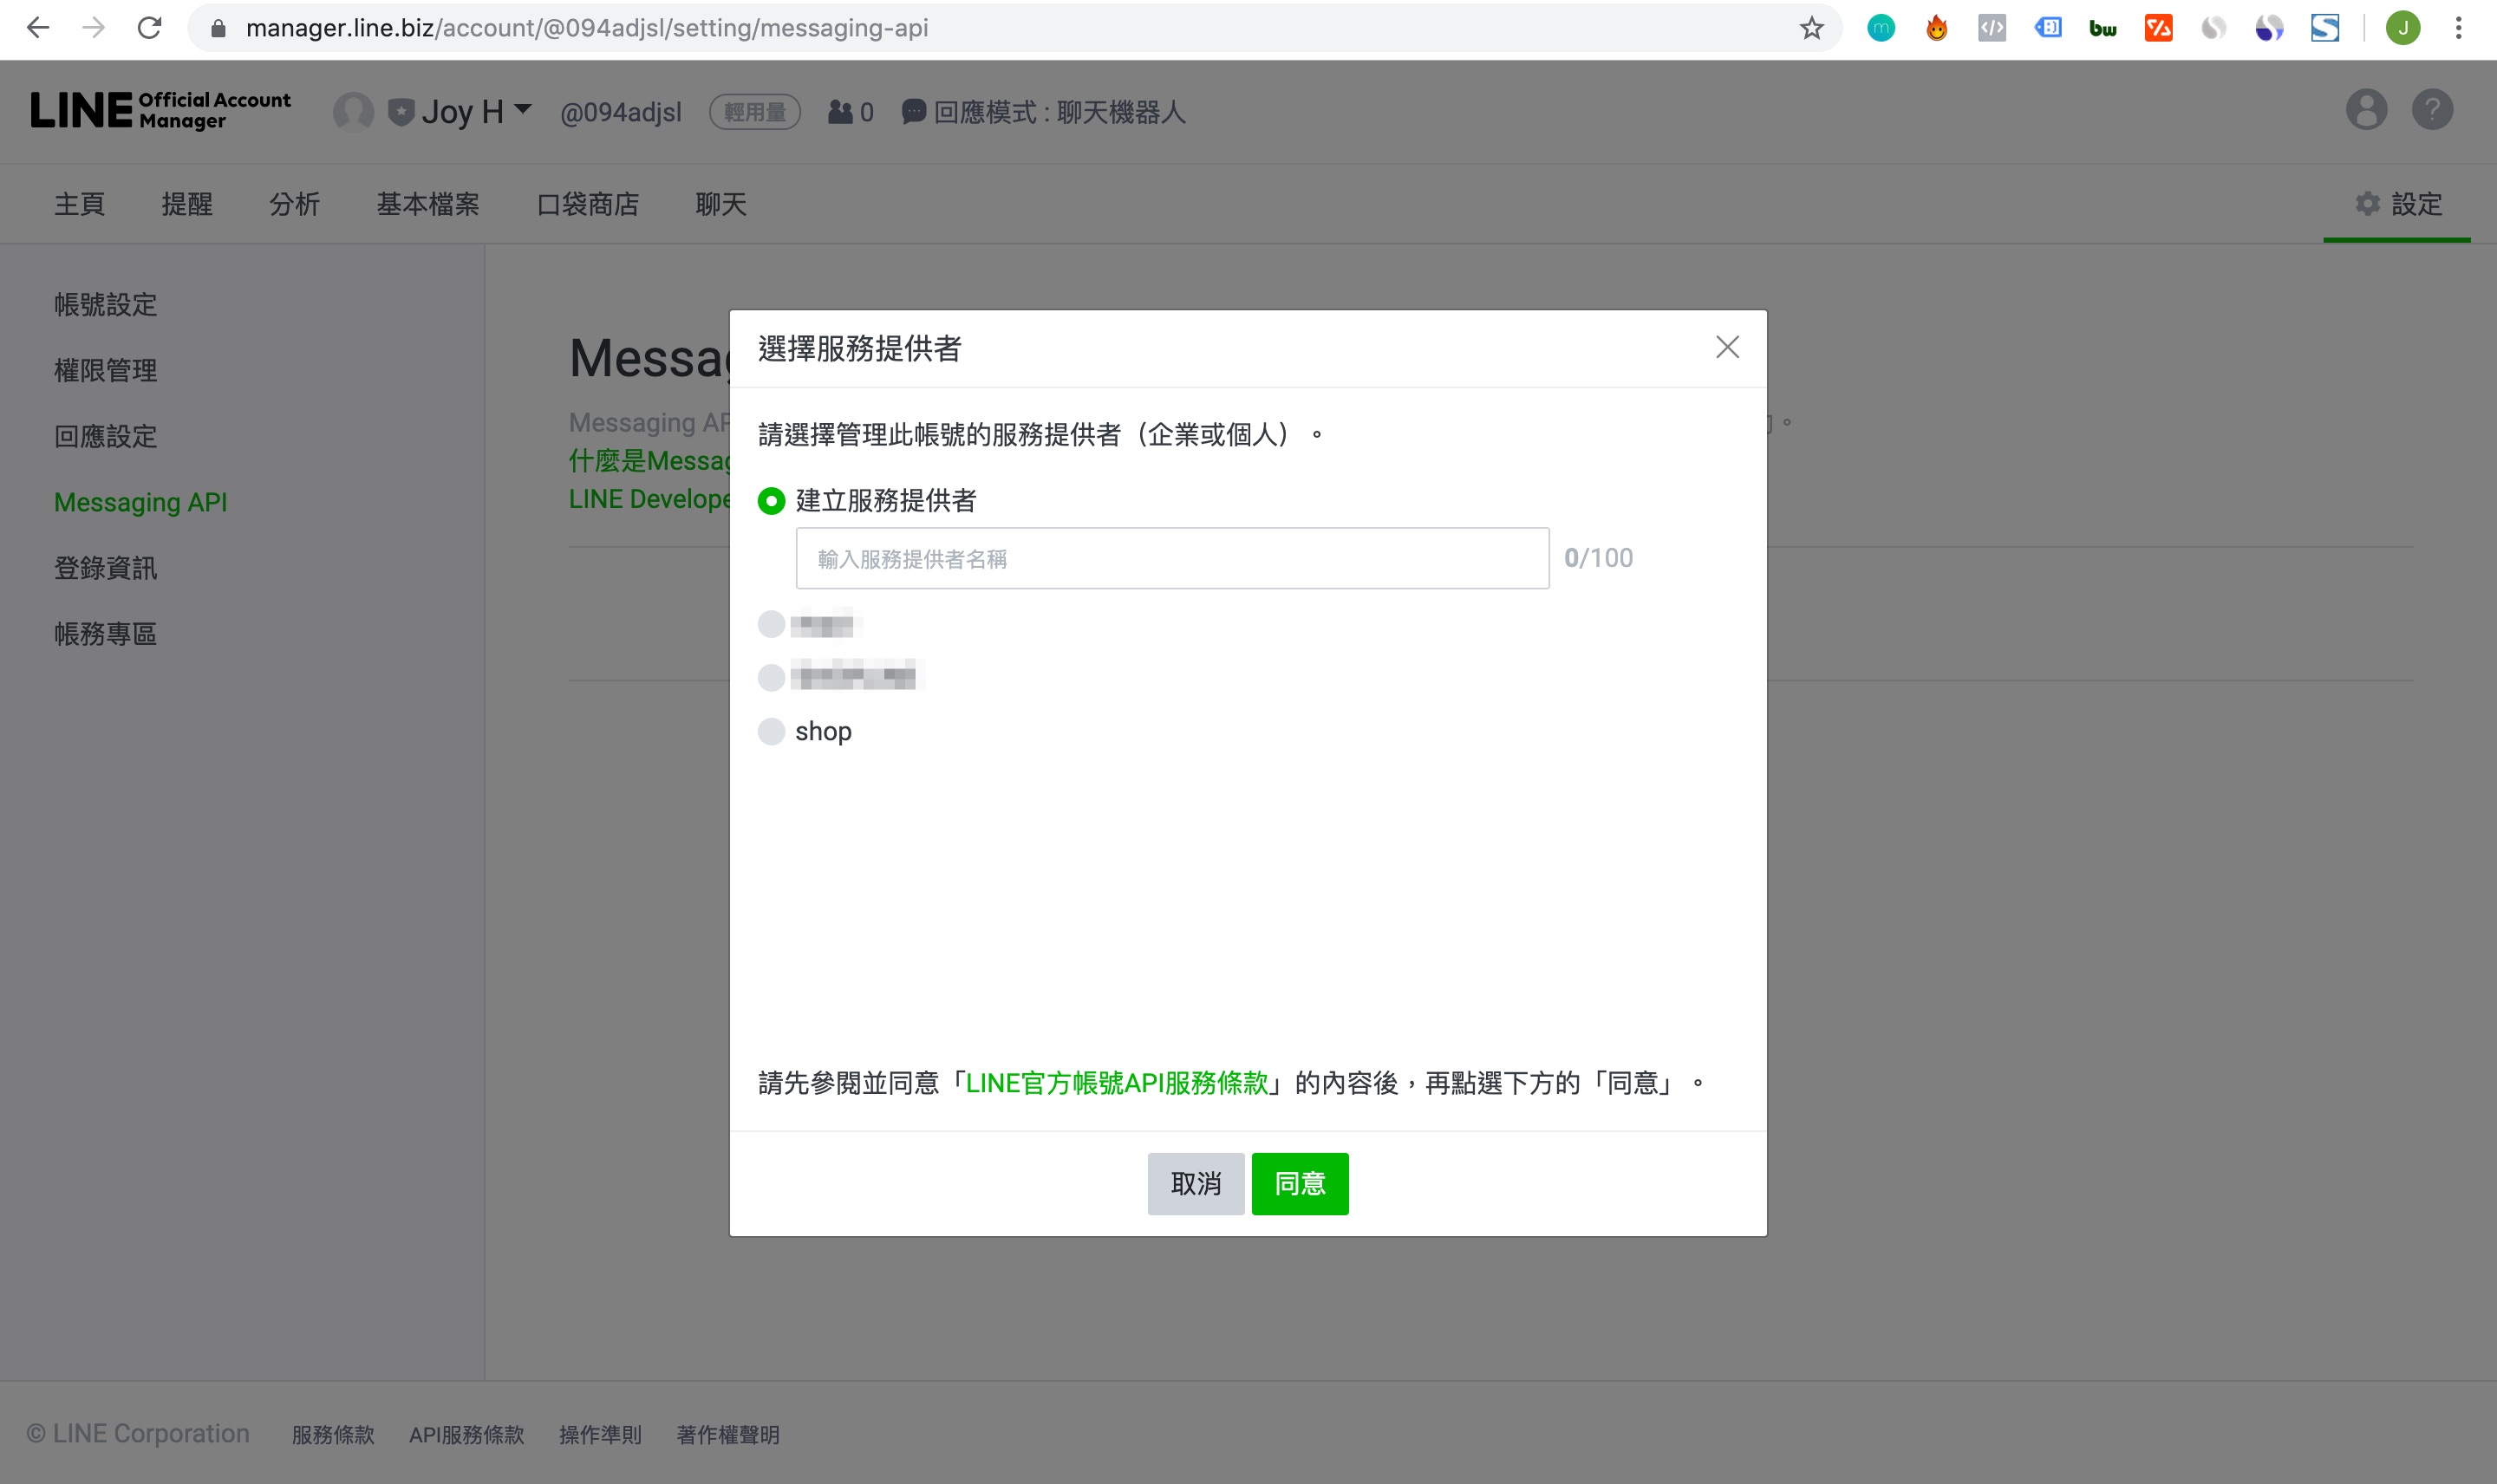 manager.line.biz/account/@094adjsl/setting/messaging-api
LINE Official Account Manager
Joy H
@094adjsl
輕用量
0
回應模式 : 聊天機器人
主頁
提醒
分析
基本檔案
口袋商店
聊天
設定
帳號設定
權限管理
回應設定
Messaging API
登錄資訊
帳務專區
Messag
Messaging AP
什麼是Messag
LINE Develope
選擇服務提供者
請選擇管理此帳號的服務提供者（企業或個人）。
建立服務提供者
輸入服務提供者名稱
0/100
shop
請先參閱並同意「LINE官方帳號API服務條款」的內容後，再點選下方的「同意」。
取消
同意
© LINE Corporation
服務條款
API服務條款
操作準則
著作權聲明